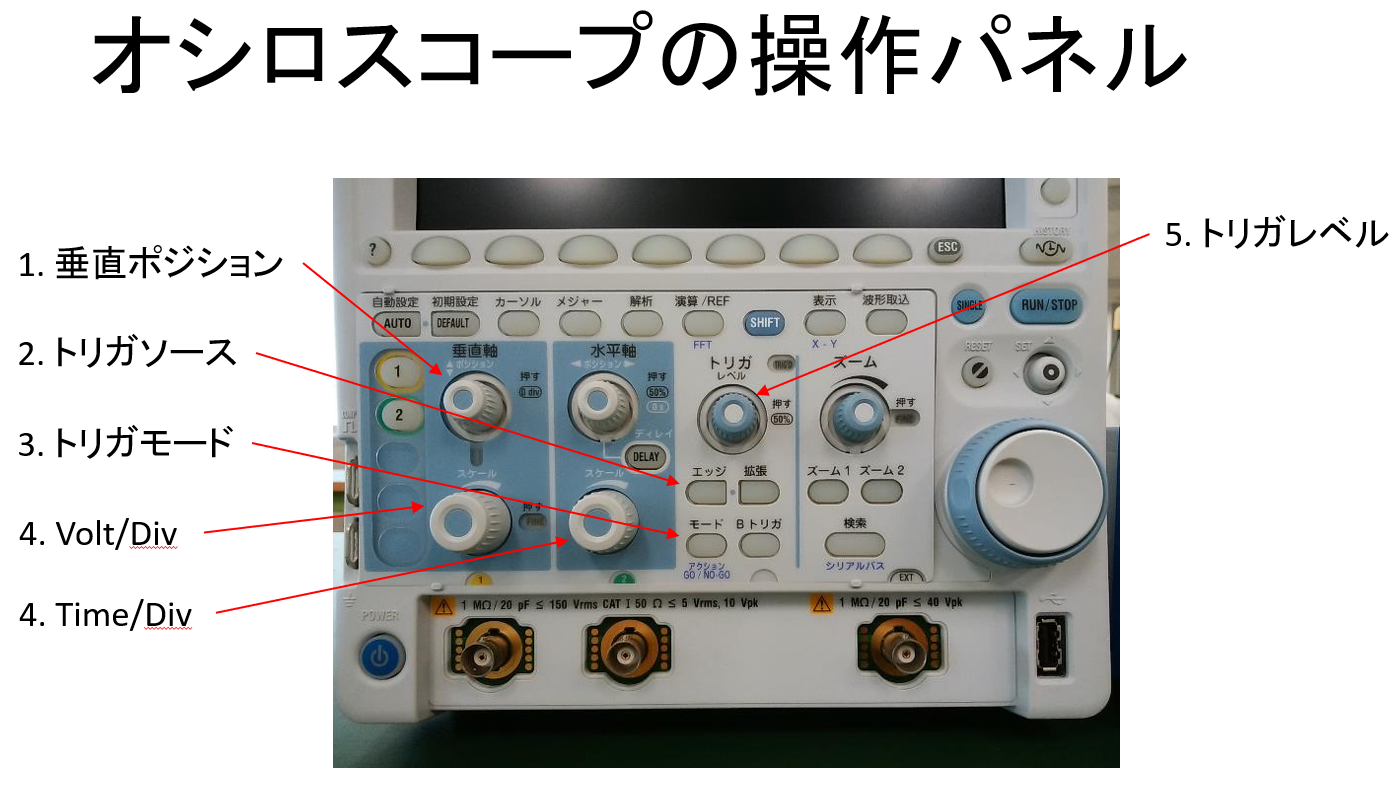 オシロスコープの操作パネル
1. 垂直ポジション
2. トリガソース
3. トリガモード
4. Volt/Div
4. Time/Div
5. トリガレベル
?
ESC
HISTORY
自動設定 初期設定 カーソル メジャー 解析 演算/REF 表示 波形取込
AUTO DEFAULT SHIFT
FFT X - Y
SINGLE RUN/STOP
RESET SET
1
2
垂直軸
ポジション
押す
0 div
スケール
押す
FINE
水平軸
ポジション
押す
50%
0 s
ディレイ
DELAY
スケール
トリガ
レベル
TRIG'D
押す
50%
エッジ 拡張
モード B トリガ
アクション
GO / NO-GO
ズーム
押す
FINE
ズーム 1 ズーム 2
検索
シリアルバス
EXT
COMP
1 2
1 MΩ/20 pF ≤ 150 Vrms CAT I 50 Ω ≤ 5 Vrms, 10 Vpk
1 MΩ/20 pF ≤ 40 Vpk
POWER